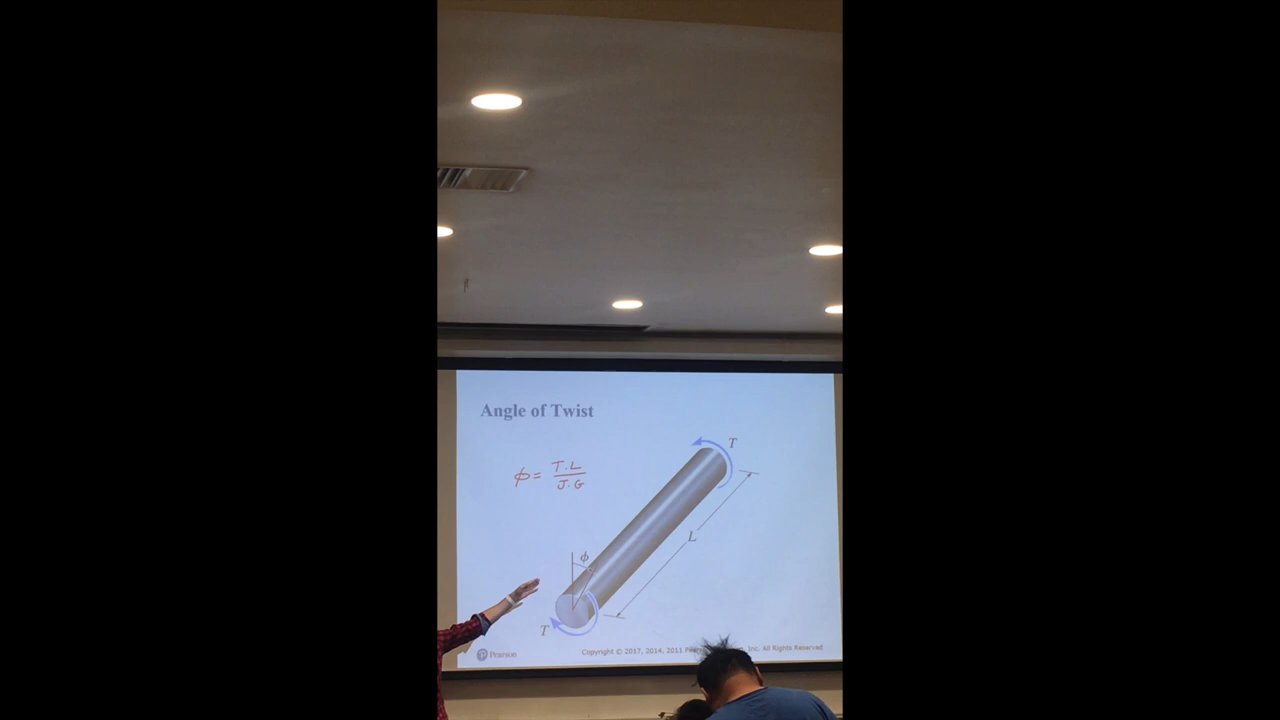 Angle of Twist
T
ϕ = T.L
J.G
L
ϕ
T
Pearson
Copyright © 2017, 2014, 2011 Inc. All Rights Reserved